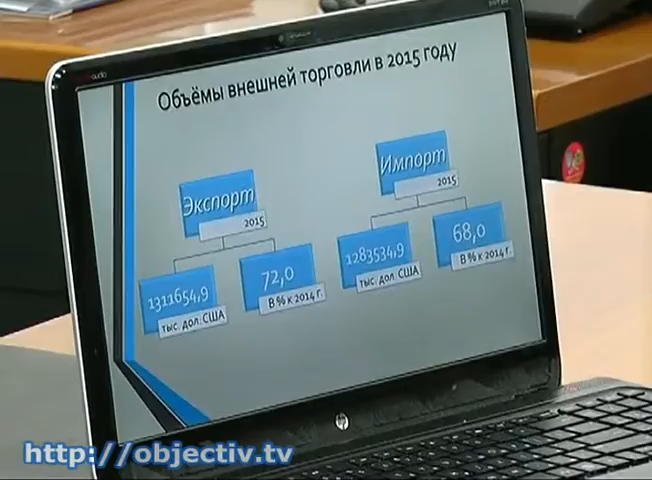 Объёмы внешней торговли в 2015 году
Экспорт
2015
1311654,9
тыс. дол. США
72,0
В % к 2014 г.
Импорт
2015
1283534,9
тыс. дол. США
68,0
В % к 2014 г.
hp
http://objectiv.tv